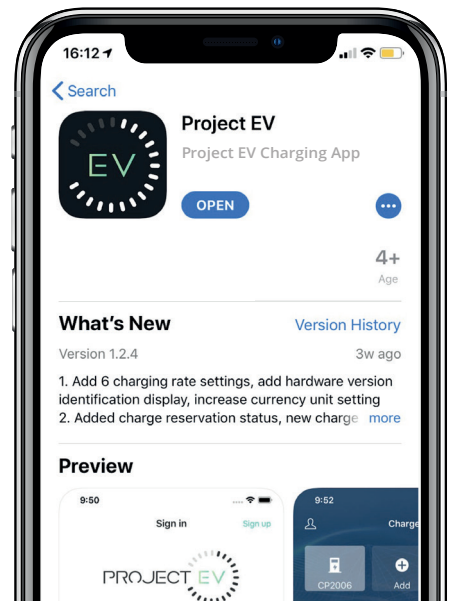 16:12
Search
EV
Project EV
Project EV Charging App
OPEN
4+
Age
What's New
Version History
Version 1.2.4
3w ago
1. Add 6 charging rate settings, add hardware version
identification display, increase currency unit setting
2. Added charge reservation status, new charge more
Preview
9:50
Sign in
Sign up
PROJECT EV
9:52
Charge
CP2006
Add